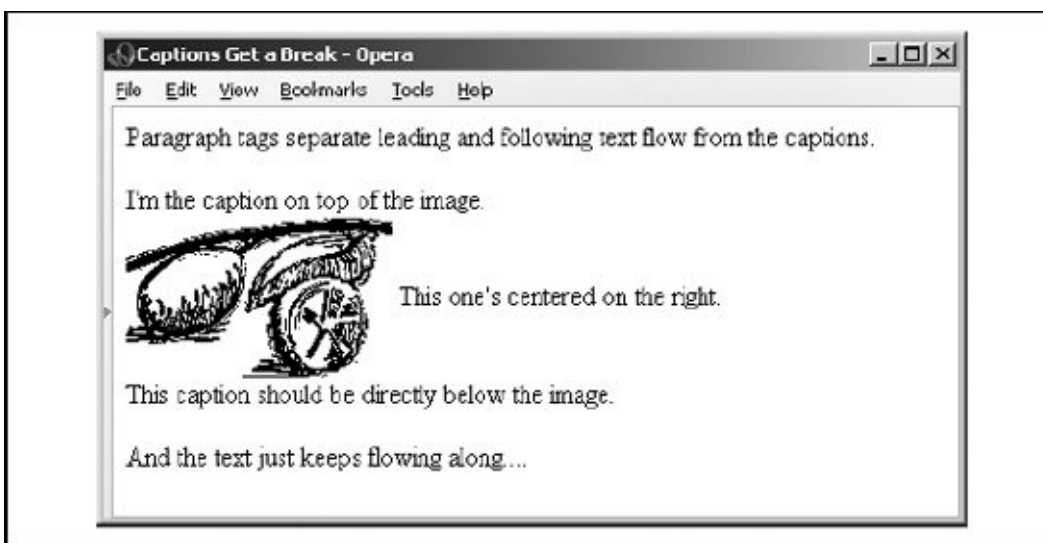 Captions Get a Break - Opera
File Edit View Bookmarks Tools Help
Paragraph tags separate leading and following text flow from the captions.
I'm the caption on top of the image.
This one's centered on the right.
This caption should be directly below the image.
And the text just keeps flowing along....